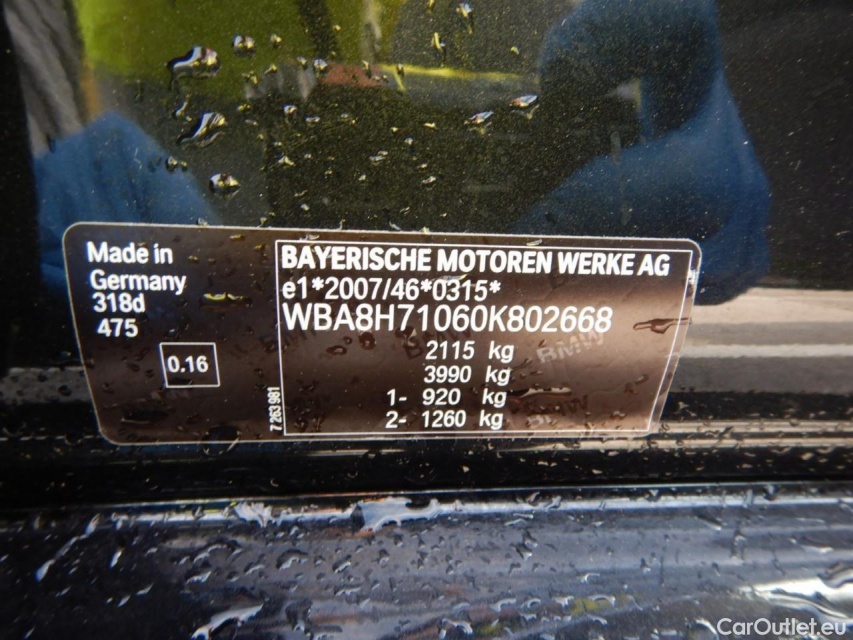 Made in
Germany
318d
475
0.16
7 263 981
BAYERISCHE MOTOREN WERKE AG
e1*2007/46*0315*
WBA8H71060K802668
2115 kg
3990 kg
1- 920 kg
2- 1260 kg
BMW
CarOutlet.eu